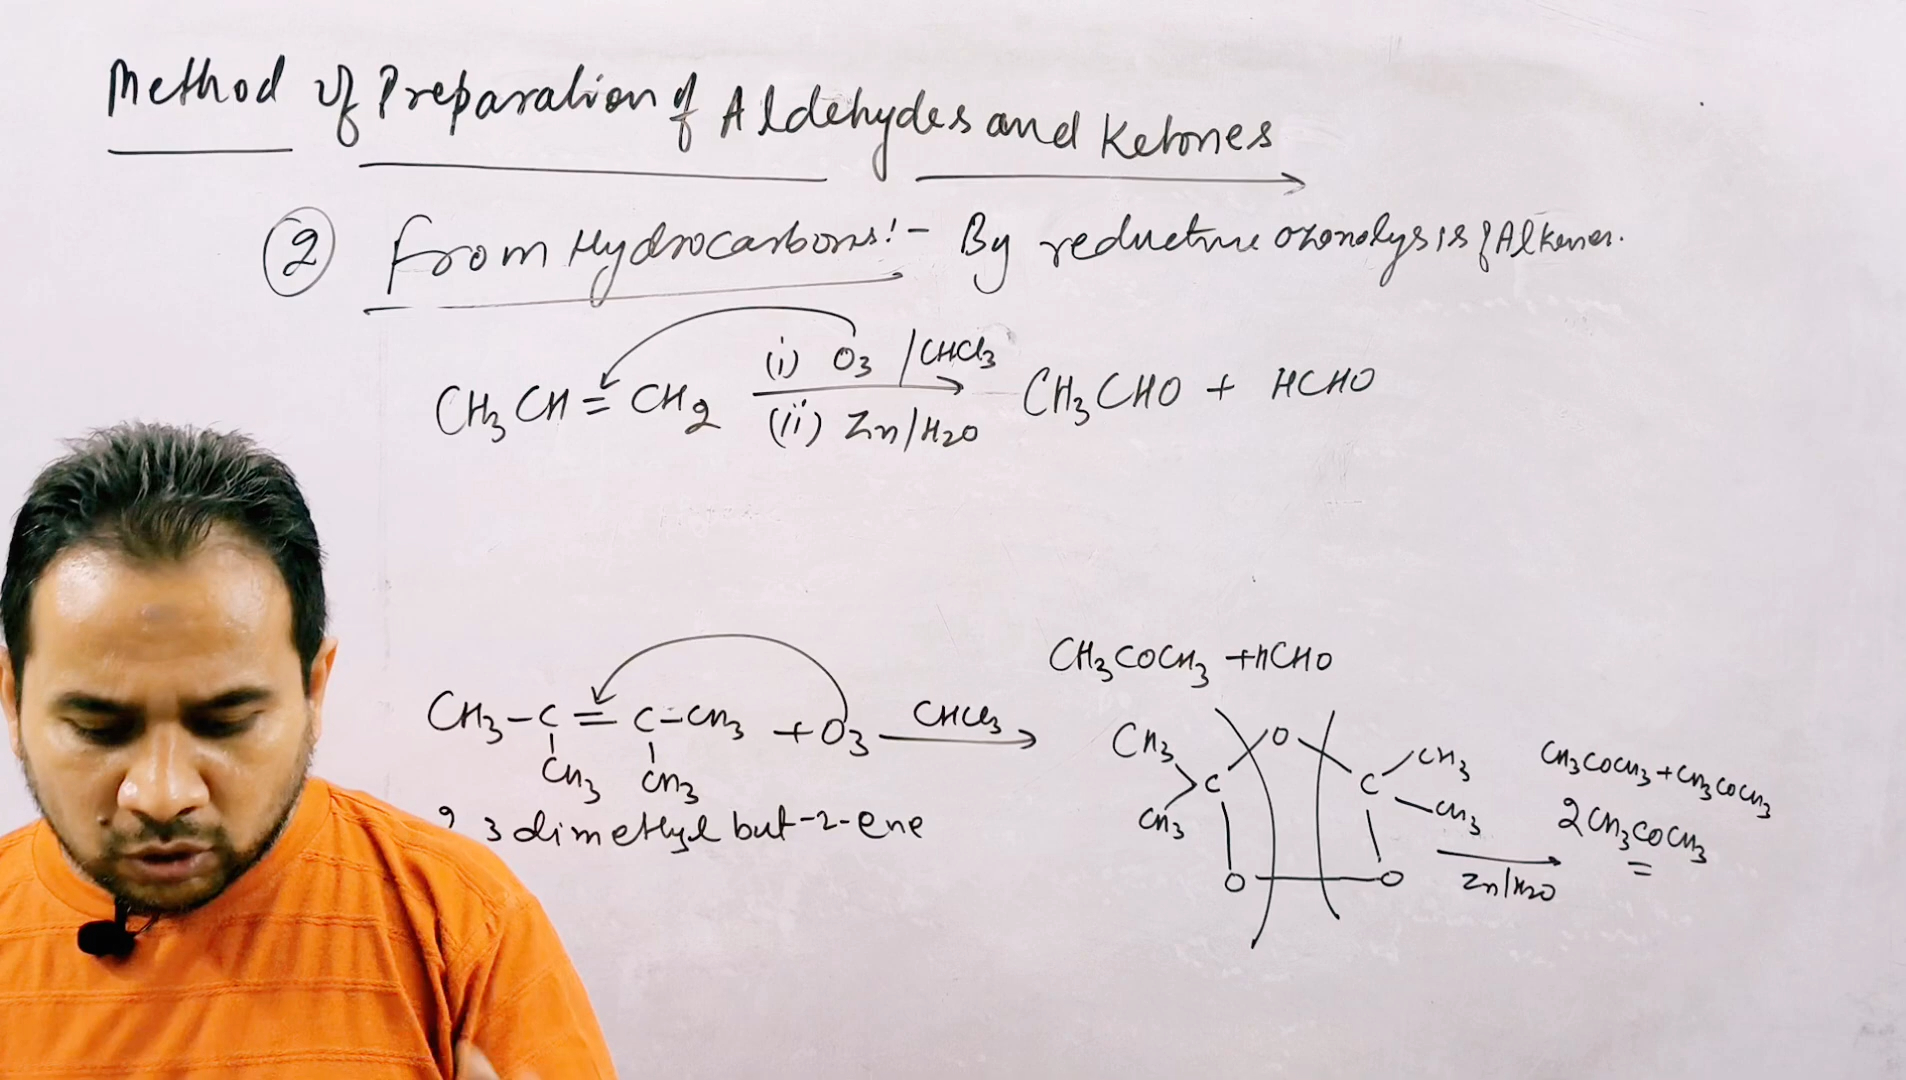 Method of Preparation of Aldehydes and Ketones
② From Hydrocarbons:- By reductive ozonolysis of Alkenes.
CH3CH=CH2 (i) O3 /CHCl3 (ii) Zn/H2O CH3CHO + HCHO
CH3COCH3 + HCHO
CH3-C=C-CH3 + O3 CHCl3
CH3 CH3
2 3 dimethyl but-2-ene
CH3 O CH3
C C
CH3 CH3
O O
Zn/H2O
CH3COCH3+CH3COCH3
2CH3COCH3